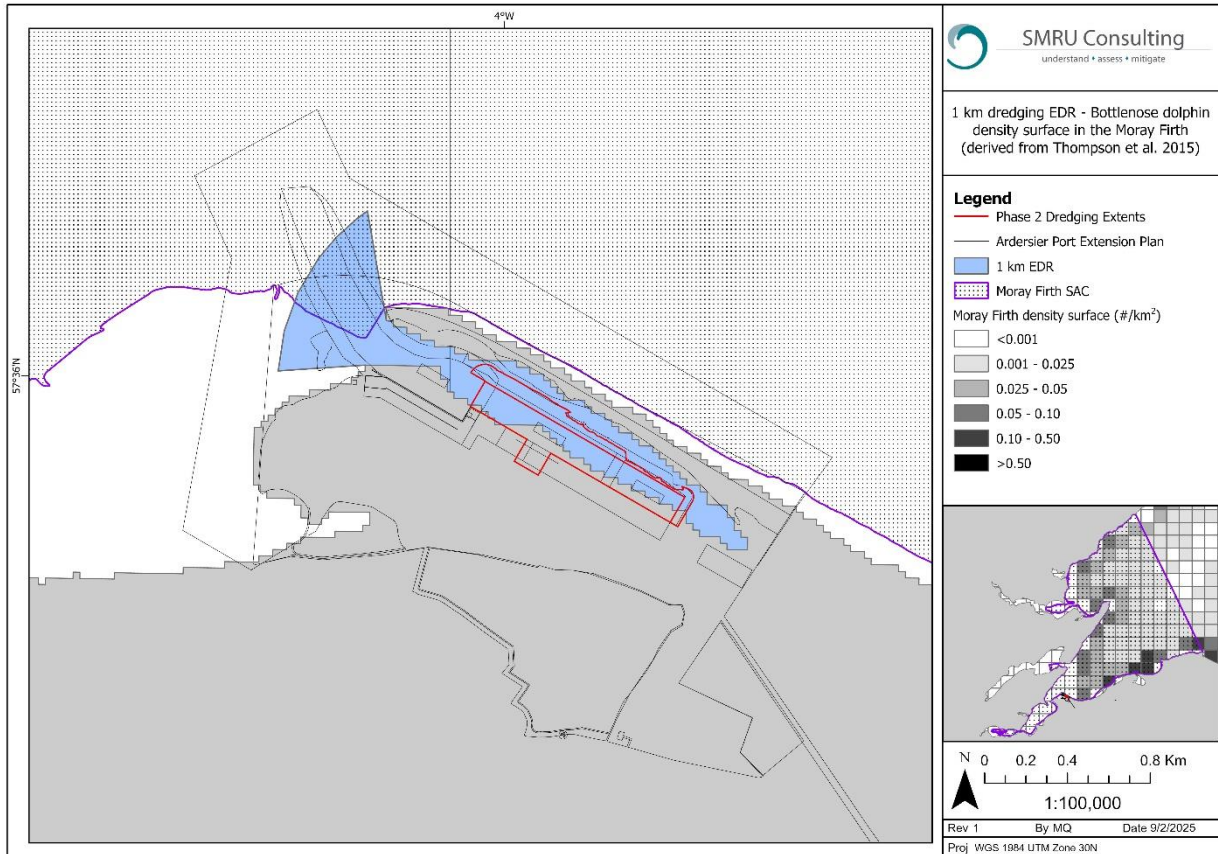 4°W
57°36'N
SMRU Consulting
understand • assess • mitigate
1 km dredging EDR - Bottlenose dolphin
density surface in the Moray Firth
(derived from Thompson et al. 2015)
Legend
Phase 2 Dredging Extents
Ardersier Port Extension Plan
1 km EDR
Moray Firth SAC
Moray Firth density surface (#/km²)
<0.001
0.001 - 0.025
0.025 - 0.05
0.05 - 0.10
0.10 - 0.50
>0.50
N 0 0.2 0.4 0.8 Km
1:100,000
Rev 1 By MQ Date 9/2/2025
Proj WGS 1984 UTM Zone 30N